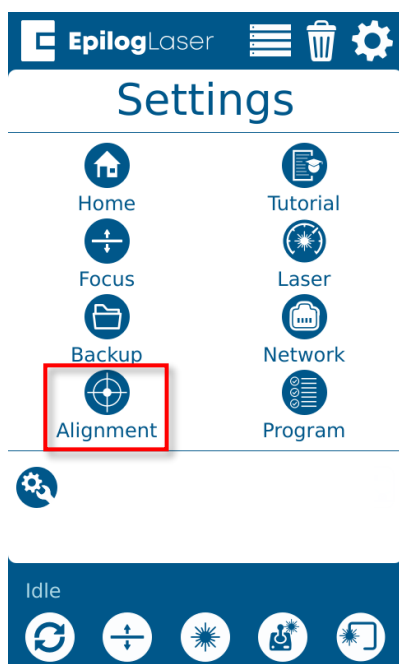 EpilogLaser
Settings
Home Tutorial
Focus Laser
Backup Network
Alignment Program
Idle